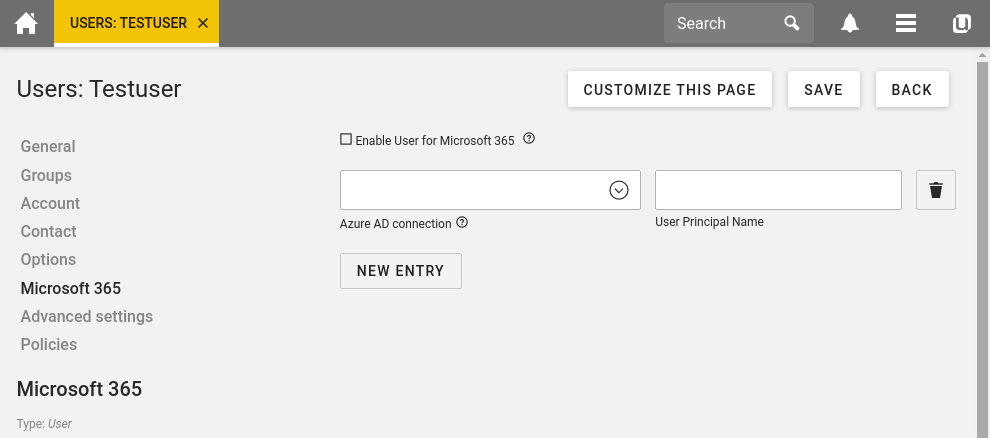 USERS: TESTUSER
Search
Users: Testuser
CUSTOMIZE THIS PAGE
SAVE
BACK
General
Groups
Account
Contact
Options
Microsoft 365
Advanced settings
Policies
Microsoft 365
Type: User
Enable User for Microsoft 365
Azure AD connection
User Principal Name
NEW ENTRY